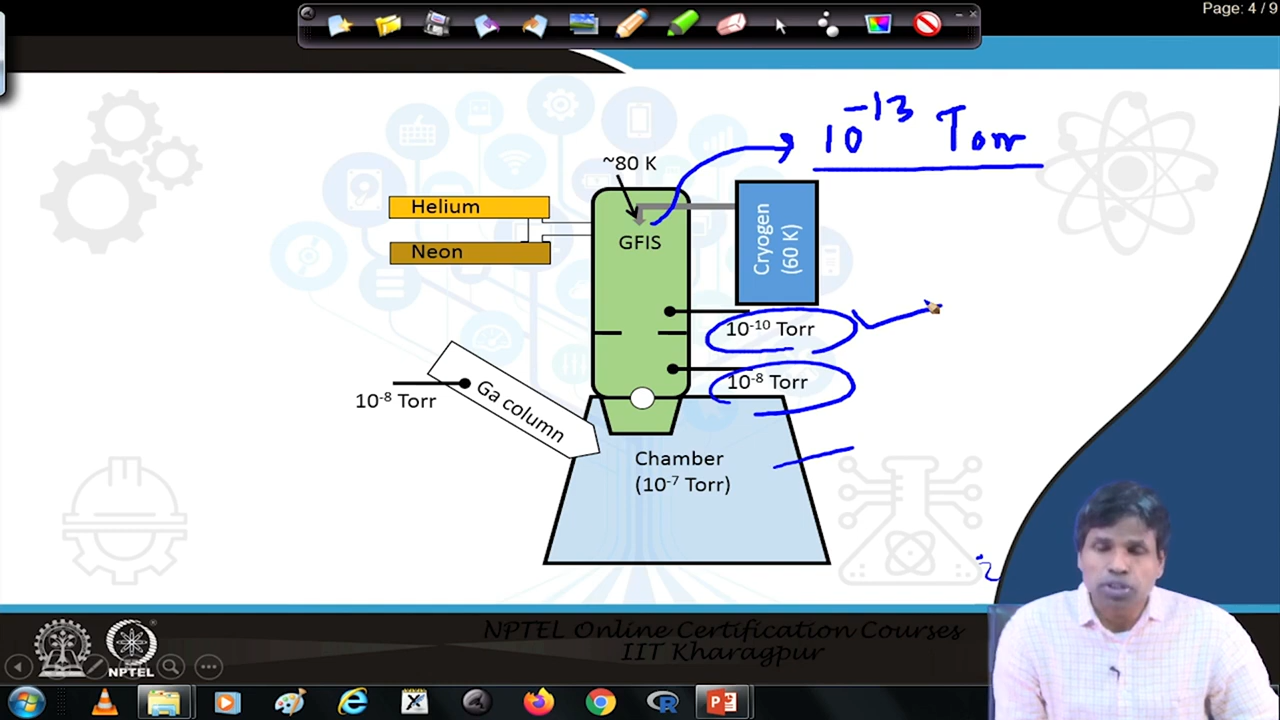 Page: 4 / 9
10⁻¹³ Torr
~80 K
Helium
GFIS
Neon
Cryogen
(60 K)
10⁻¹⁰ Torr
10⁻⁸ Torr
Ga column
10⁻⁸ Torr
Chamber
(10⁻⁷ Torr)
NPTEL Online Certification Courses
IIT Kharagpur
NPTEL